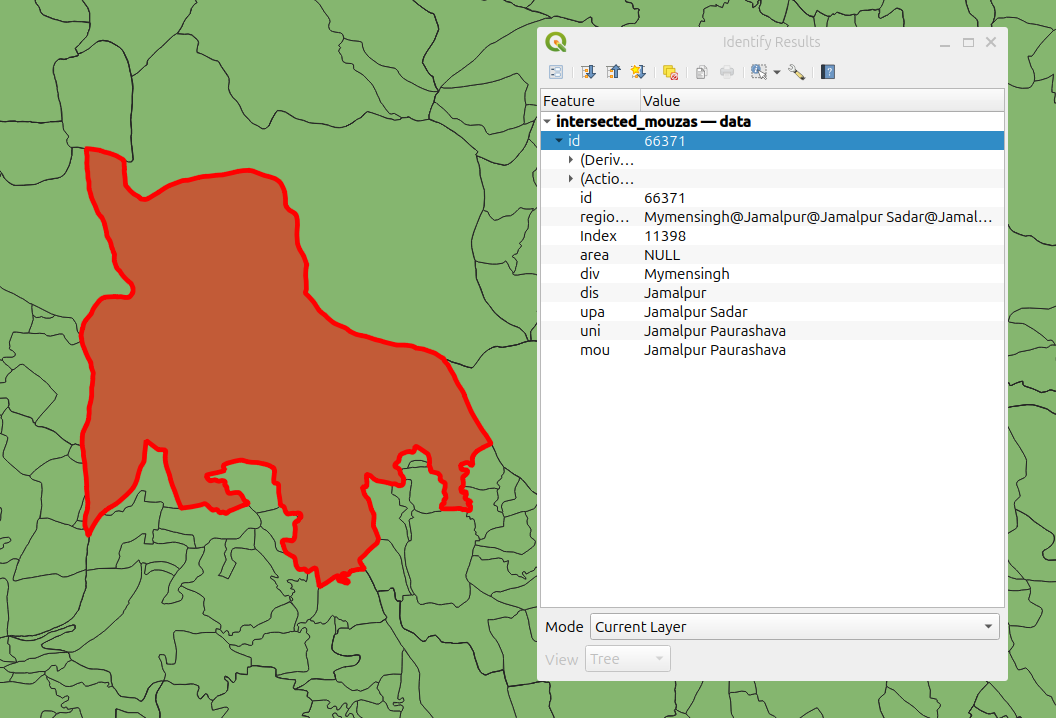 Identify Results
Feature Value
intersected_mouzas — data
id 66371
(Deriv...
(Actio...
id 66371
regio... Mymensingh@Jamalpur@Jamalpur Sadar@Jamal...
Index 11398
area NULL
div Mymensingh
dis Jamalpur
upa Jamalpur Sadar
uni Jamalpur Paurashava
mou Jamalpur Paurashava
Mode Current Layer
View Tree